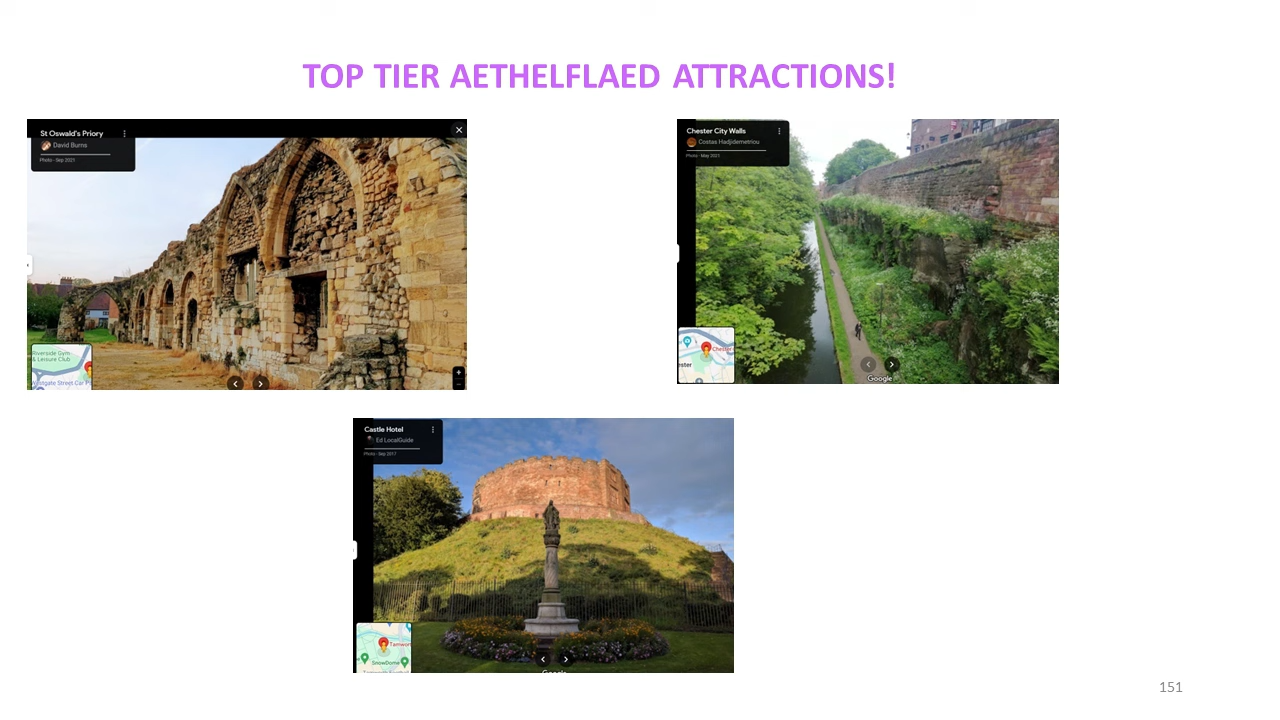 TOP TIER AETHELFLAED ATTRACTIONS!
St Oswald's Priory
David Burns
Photo - Sep 2021
Riverside Gym
& Leisure Club
Westgate Street Car P
Chester City Walls
Costas Hadjidemetriou
Photo - May 2021
Chester
ester
Google
Castle Hotel
Ed LocalGuide
Photo - Sep 2017
Tamwor
SnowDome
Google
151